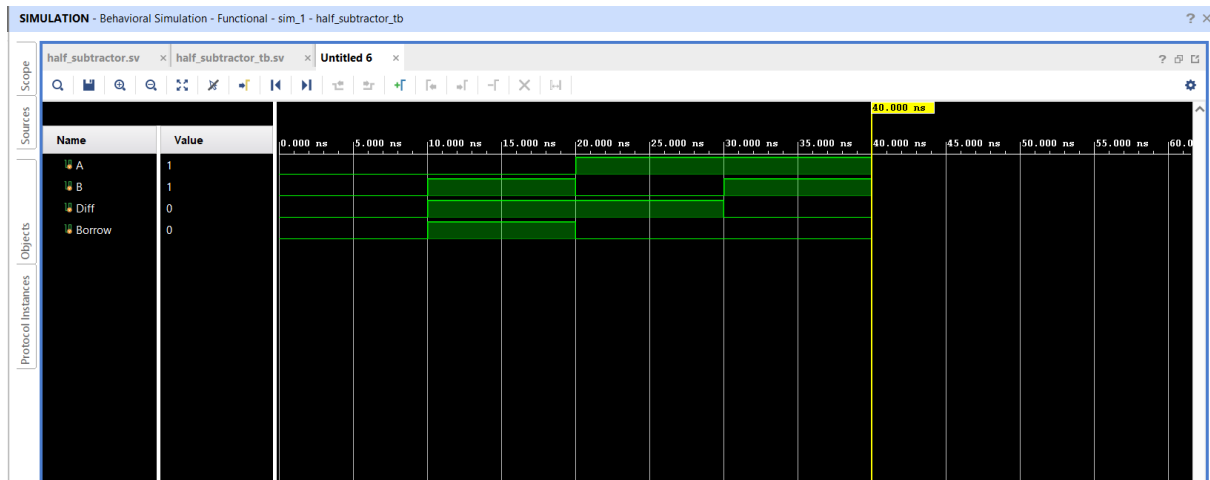 SIMULATION - Behavioral Simulation - Functional - sim_1 - half_subtractor_tb
half_subtractor.sv
half_subtractor_tb.sv
Untitled 6
Scope
Sources
Objects
Protocol Instances
40.000 ns
Name Value
0.000 ns 5.000 ns 10.000 ns 15.000 ns 20.000 ns 25.000 ns 30.000 ns 35.000 ns 40.000 ns 45.000 ns 50.000 ns 55.000 ns 60.0
A 1
B 1
Diff 0
Borrow 0